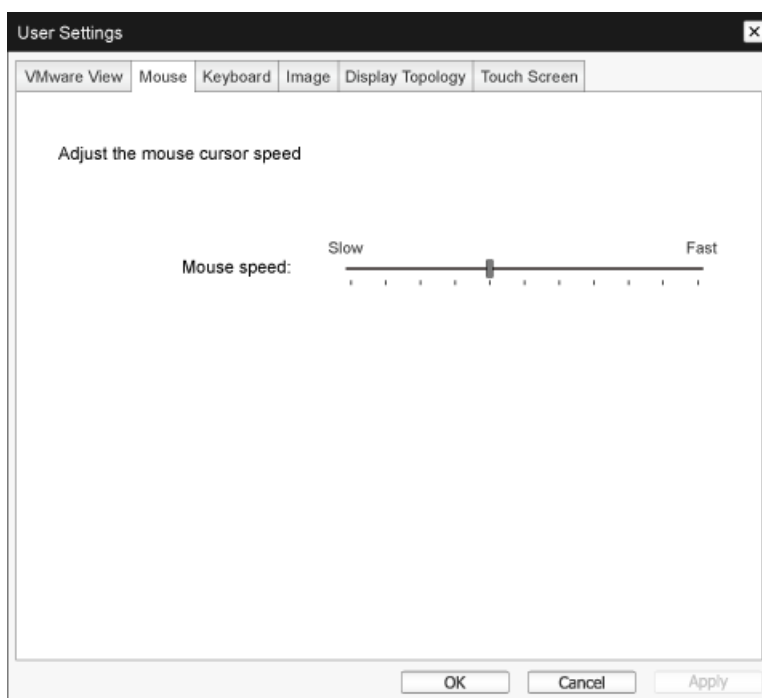 User Settings
VMware View Mouse Keyboard Image Display Topology Touch Screen
Adjust the mouse cursor speed
Slow Fast
Mouse speed:
OK Cancel Apply